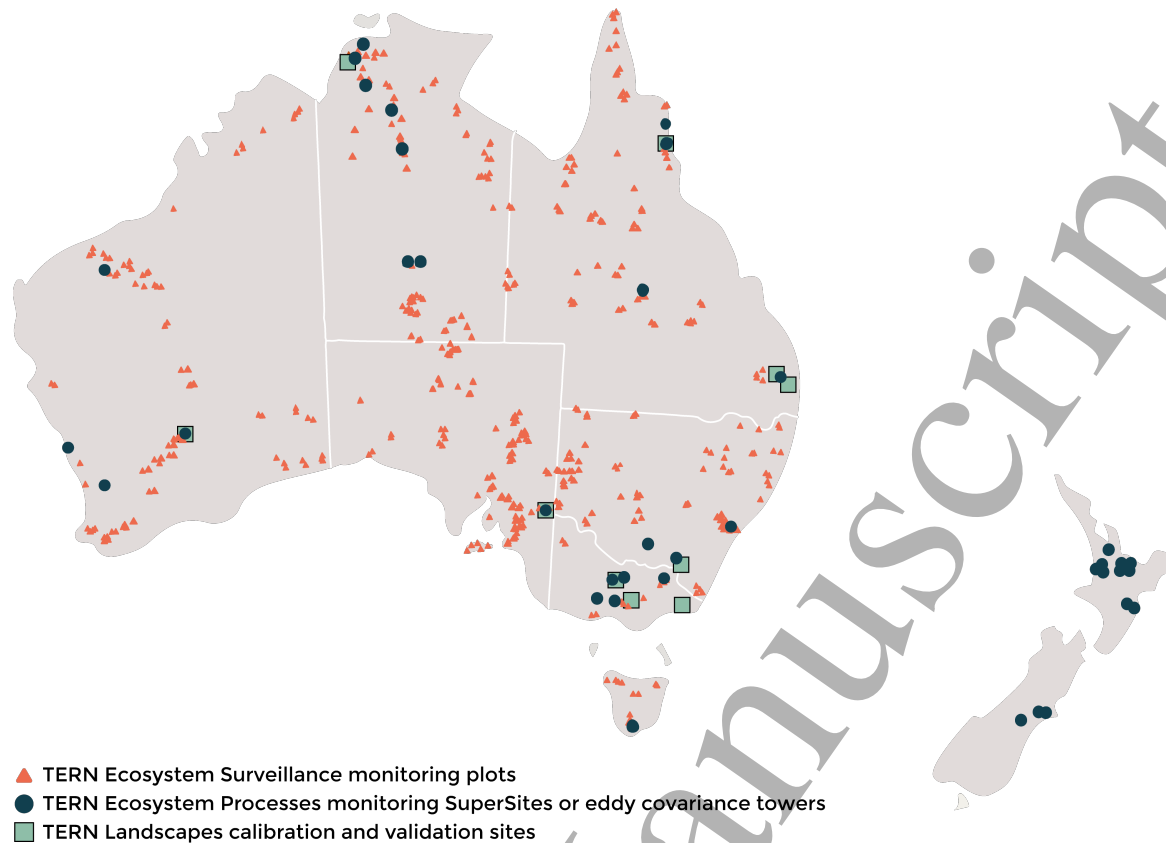 TERN Ecosystem Surveillance monitoring plots
TERN Ecosystem Processes monitoring SuperSites or eddy covariance towers
TERN Landscapes calibration and validation sites
anuscript